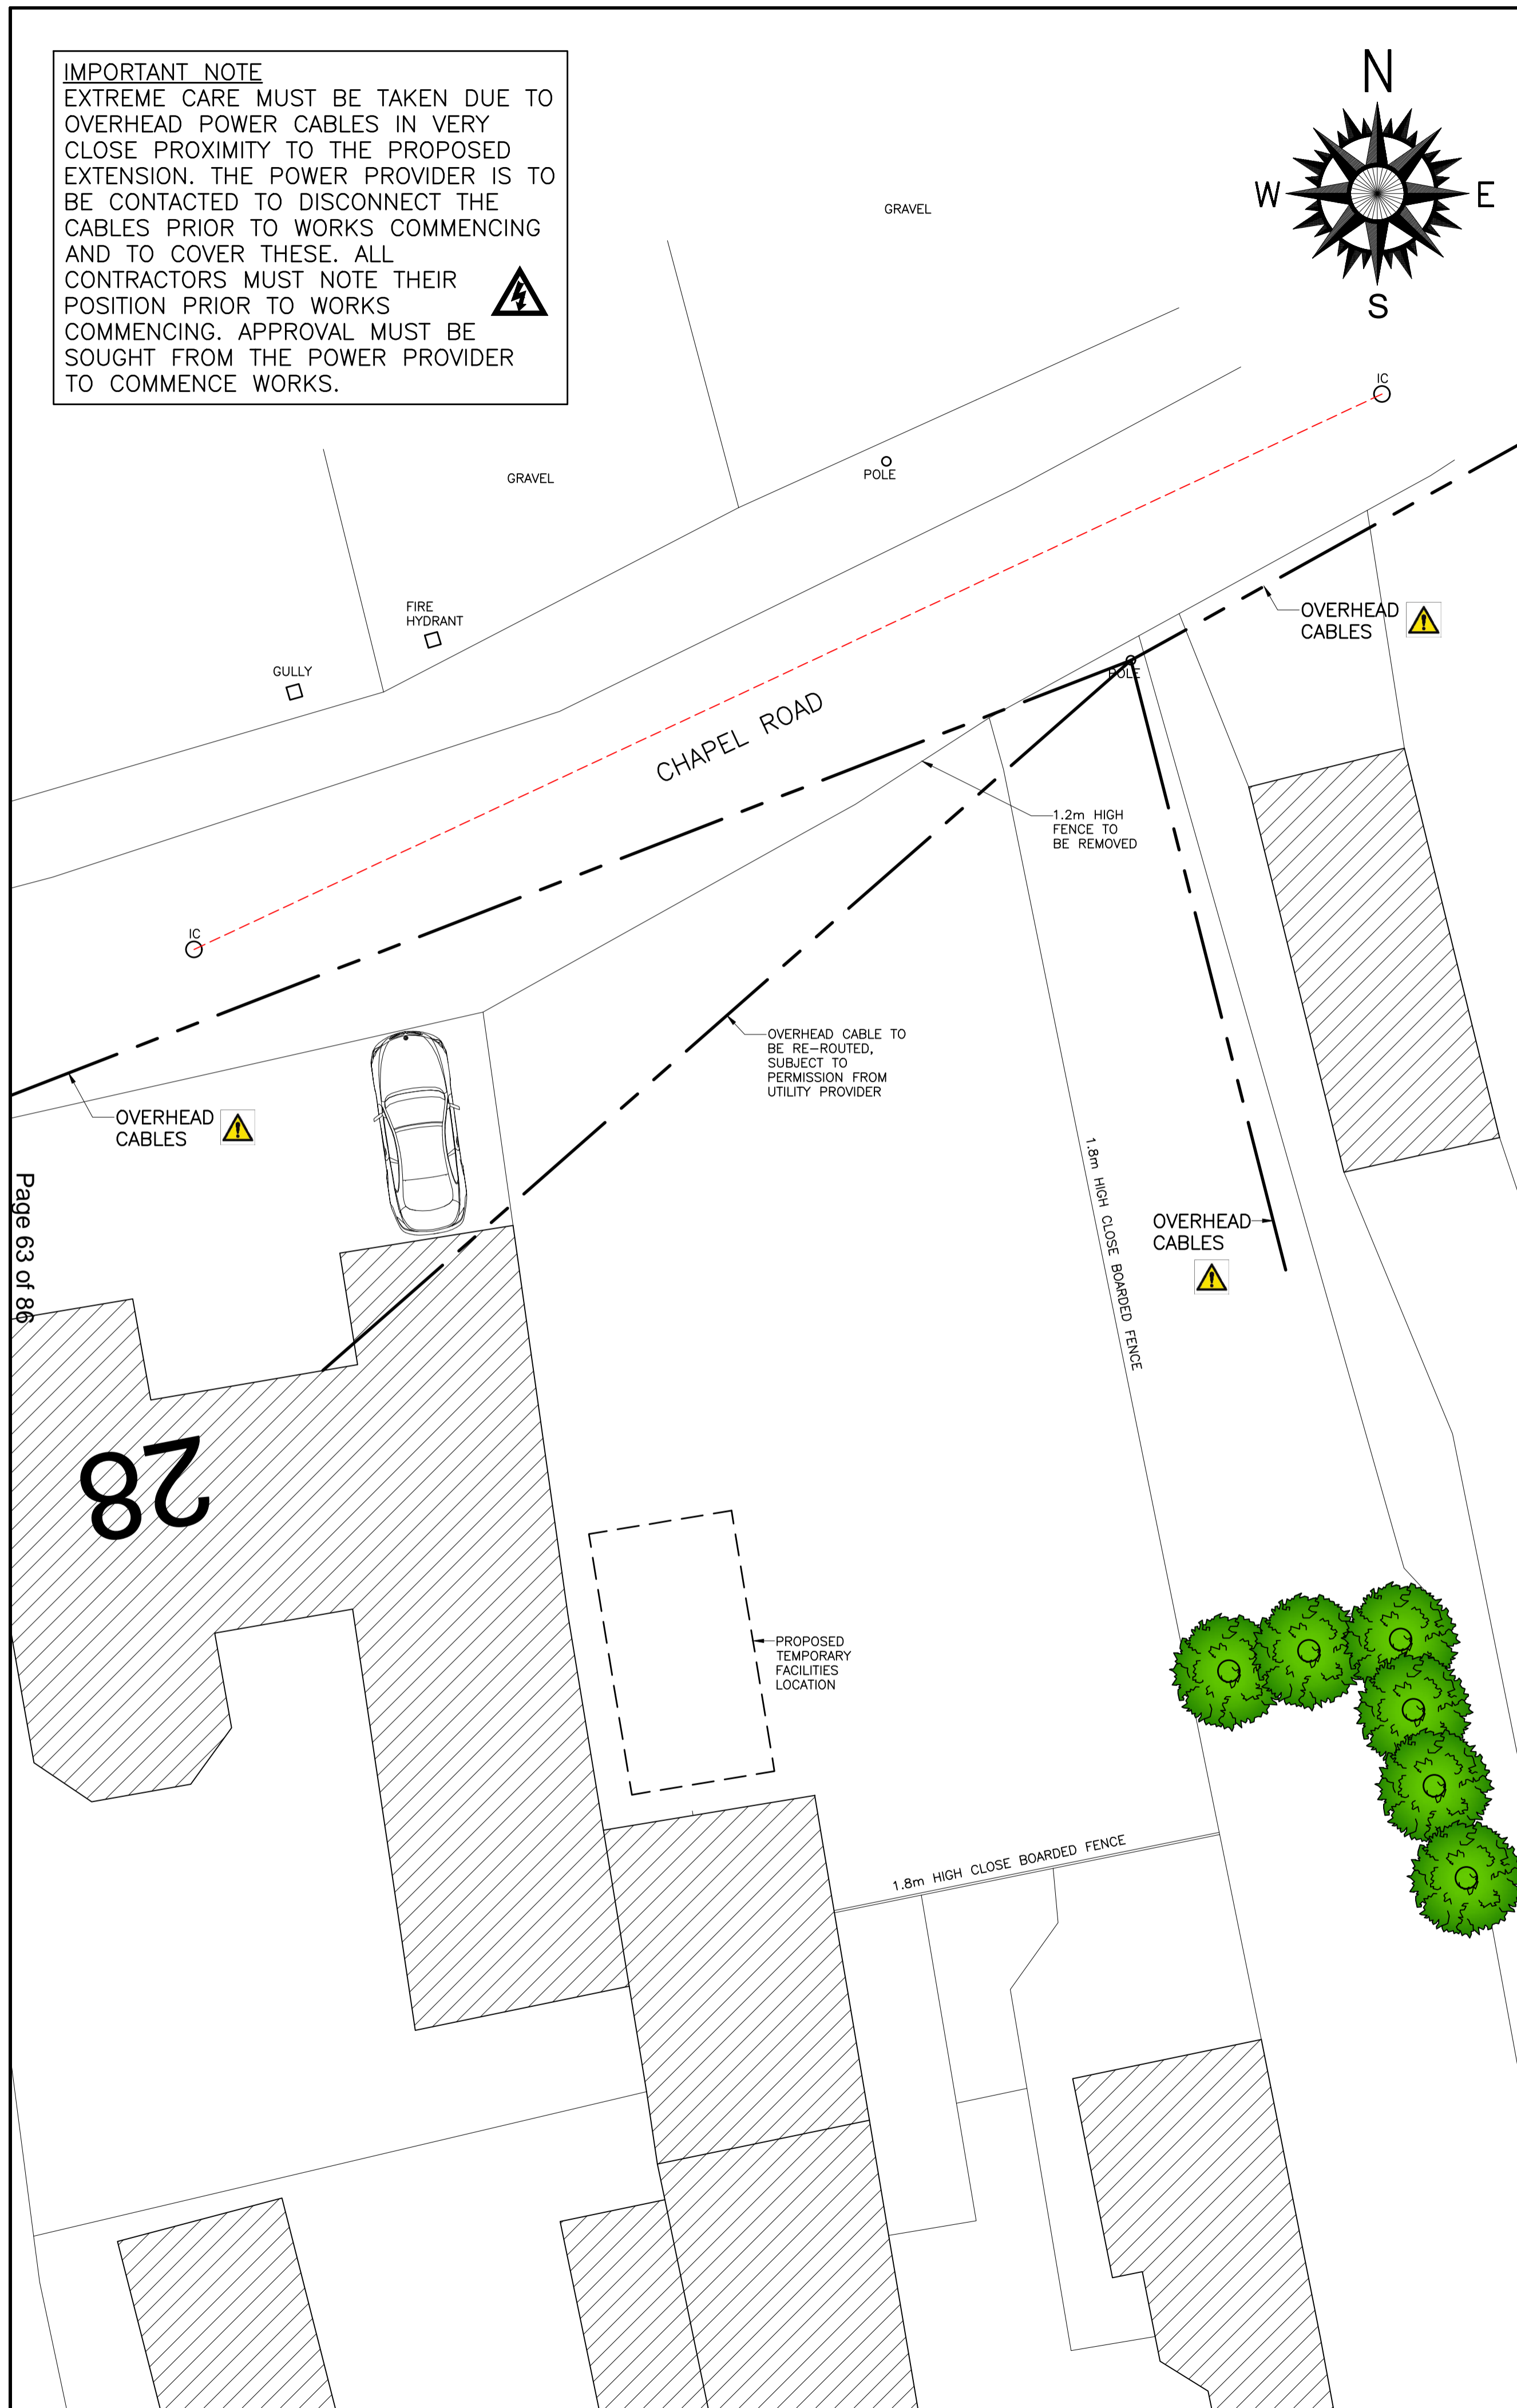 IMPORTANT NOTE
EXTREME CARE MUST BE TAKEN DUE TO
OVERHEAD POWER CABLES IN VERY
CLOSE PROXIMITY TO THE PROPOSED
EXTENSION. THE POWER PROVIDER IS TO
BE CONTACTED TO DISCONNECT THE
CABLES PRIOR TO WORKS COMMENCING
AND TO COVER THESE. ALL
CONTRACTORS MUST NOTE THEIR
POSITION PRIOR TO WORKS
COMMENCING. APPROVAL MUST BE
SOUGHT FROM THE POWER PROVIDER
TO COMMENCE WORKS.
N
W
E
S
GRAVEL
IC
GRAVEL
POLE
FIRE
HYDRANT
OVERHEAD
CABLES
GULLY
POLE
CHAPEL ROAD
1.2m HIGH
FENCE TO
BE REMOVED
IC
OVERHEAD CABLE TO
BE RE-ROUTED,
SUBJECT TO
PERMISSION FROM
UTILITY PROVIDER
OVERHEAD
CABLES
Page 63 of 86
1.8m HIGH CLOSE BOARDED FENCE
OVERHEAD
CABLES
28
PROPOSED
TEMPORARY
FACILITIES
LOCATION
1.8m HIGH CLOSE BOARDED FENCE